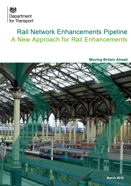 Department
for Transport
Rail Network Enhancements Pipeline
A New Approach for Rail Enhancements
Moving Britain Ahead
March 2018